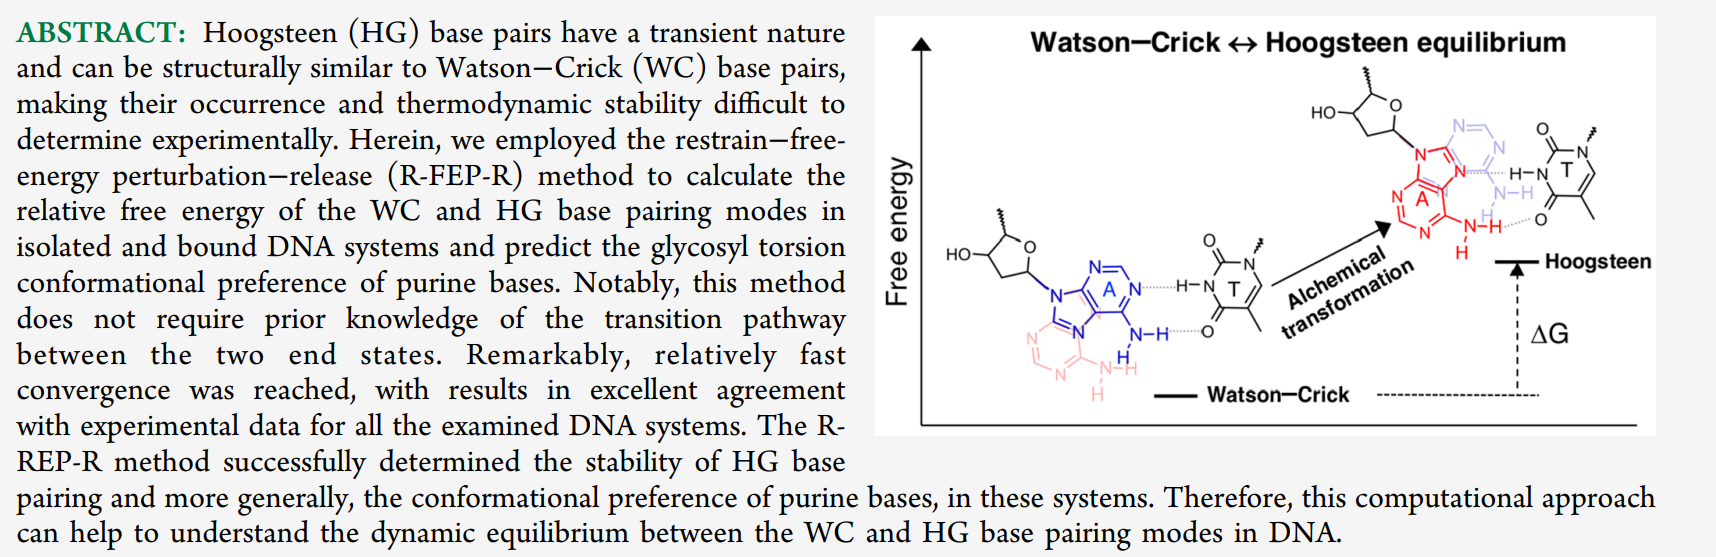 ABSTRACT: Hoogsteen (HG) base pairs have a transient nature
and can be structurally similar to Watson−Crick (WC) base pairs,
making their occurrence and thermodynamic stability difficult to
determine experimentally. Herein, we employed the restrain−free-
energy perturbation−release (R-FEP-R) method to calculate the
relative free energy of the WC and HG base pairing modes in
isolated and bound DNA systems and predict the glycosyl torsion
conformational preference of purine bases. Notably, this method
does not require prior knowledge of the transition pathway
between the two end states. Remarkably, relatively fast
convergence was reached, with results in excellent agreement
with experimental data for all the examined DNA systems. The R-
REP-R method successfully determined the stability of HG base
pairing and more generally, the conformational preference of purine bases, in these systems. Therefore, this computational approach
can help to understand the dynamic equilibrium between the WC and HG base pairing modes in DNA.
Watson−Crick ↔ Hoogsteen equilibrium
Free energy
HO
O
N
N
N
A
N
N−H
H
N
N
N−H
H
O
H−N
N
T
O
Alchemical
transformation
HO
O
N
N
N
N
A
N
N−H
H
N
N
N
N−H
H
O
H−N
N
T
O
Hoogsteen
ΔG
Watson−Crick